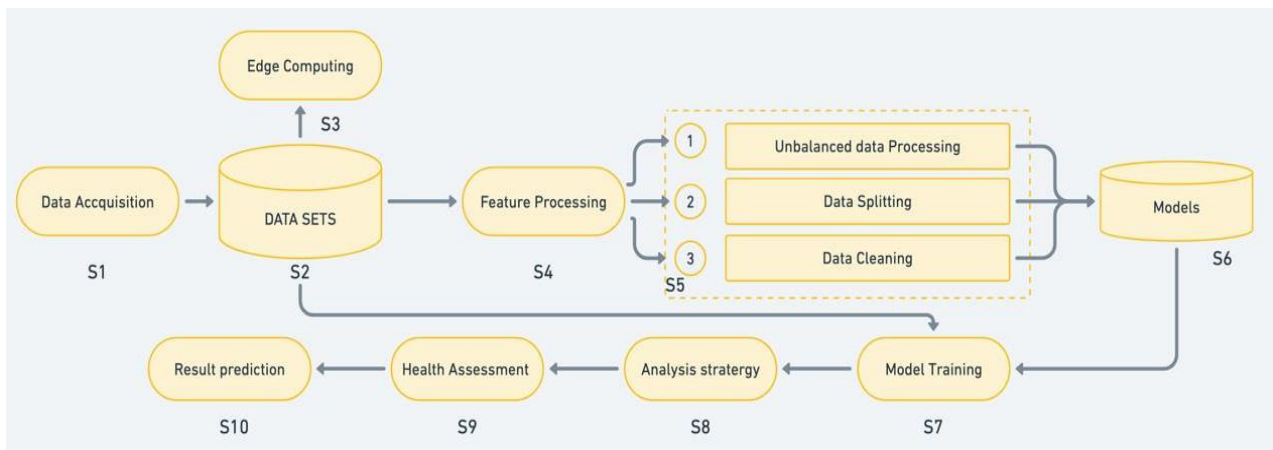 Edge Computing
S3
Data Accquisition
S1
DATA SETS
S2
Feature Processing
S4
1
Unbalanced data Processing
2
Data Splitting
3
Data Cleaning
S5
Models
S6
Result prediction
S10
Health Assessment
S9
Analysis stratergy
S8
Model Training
S7